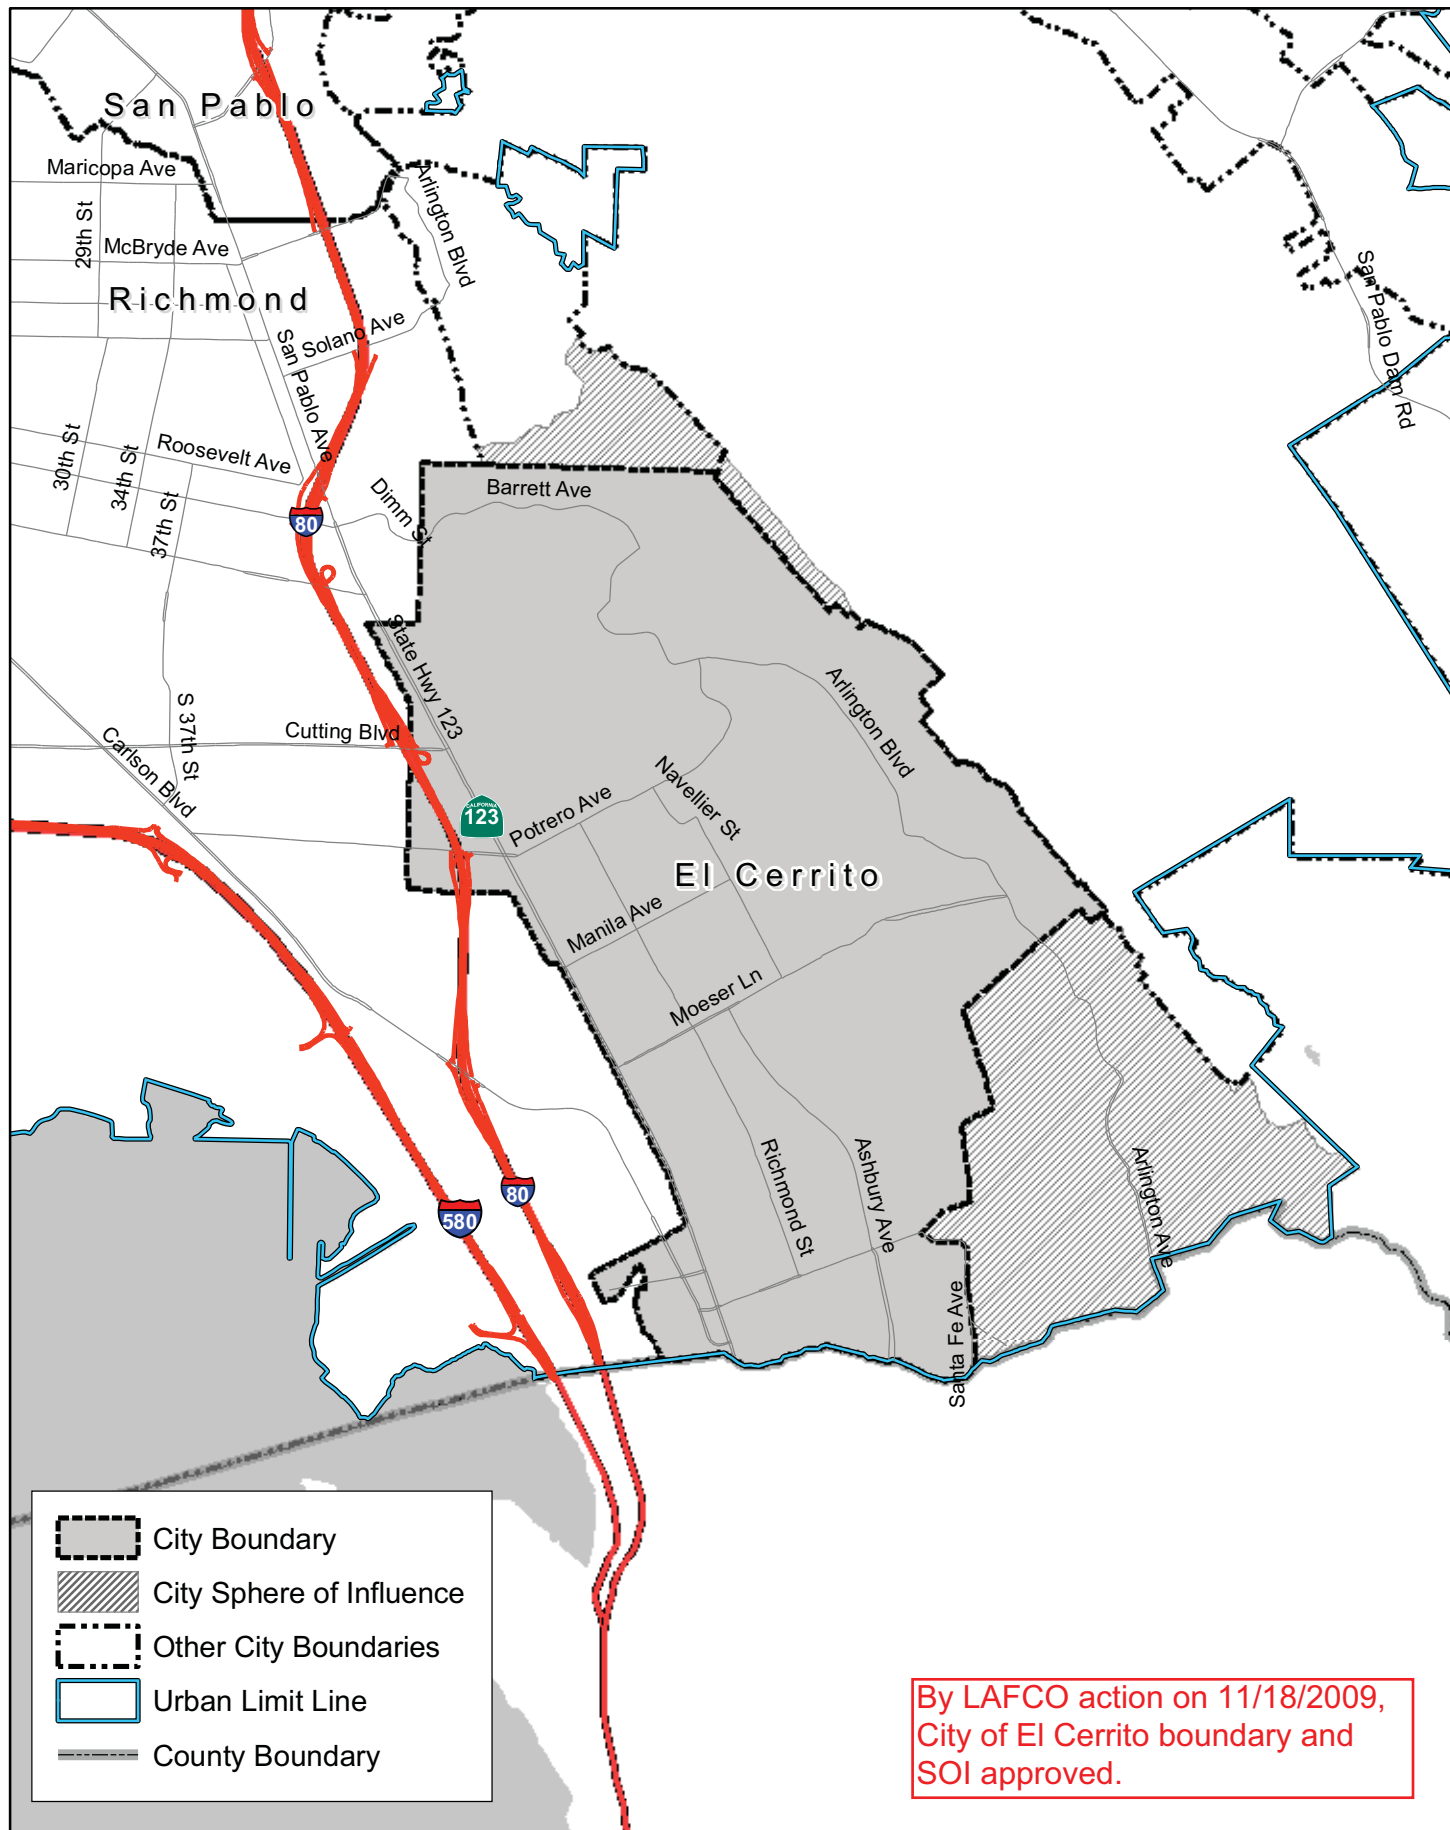 San Pablo
Maricopa Ave
29th St
McBryde Ave
Arlington Blvd
Richmond
San Pablo Ave
Solano Ave
San Pablo Dam Rd
30th St
34th St
Roosevelt Ave
37th St
80
Dimm St
Barrett Ave
State Hwy 123
S 37th St
Cutting Blvd
Carlson Blvd
Arlington Blvd
CALIFORNIA
123
Potrero Ave
Navellier St
El Cerrito
Manila Ave
Moeser Ln
Richmond St
Ashbury Ave
Arlington Ave
80
580
Santa Fe Ave
City Boundary
City Sphere of Influence
Other City Boundaries
Urban Limit Line
County Boundary
By LAFCO action on 11/18/2009,
City of El Cerrito boundary and
SOI approved.